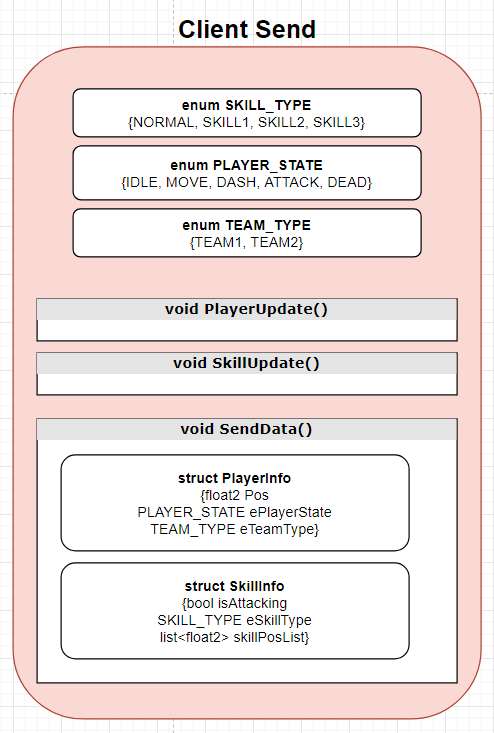 Client Send
enum SKILL_TYPE
{NORMAL, SKILL1, SKILL2, SKILL3}
enum PLAYER_STATE
{IDLE, MOVE, DASH, ATTACK, DEAD}
enum TEAM_TYPE
{TEAM1, TEAM2}
void PlayerUpdate()
void SkillUpdate()
void SendData()
struct PlayerInfo
{float2 Pos
PLAYER_STATE ePlayerState
TEAM_TYPE eTeamType}
struct SkillInfo
{bool isAttacking
SKILL_TYPE eSkillType
list<float2> skillPosList}